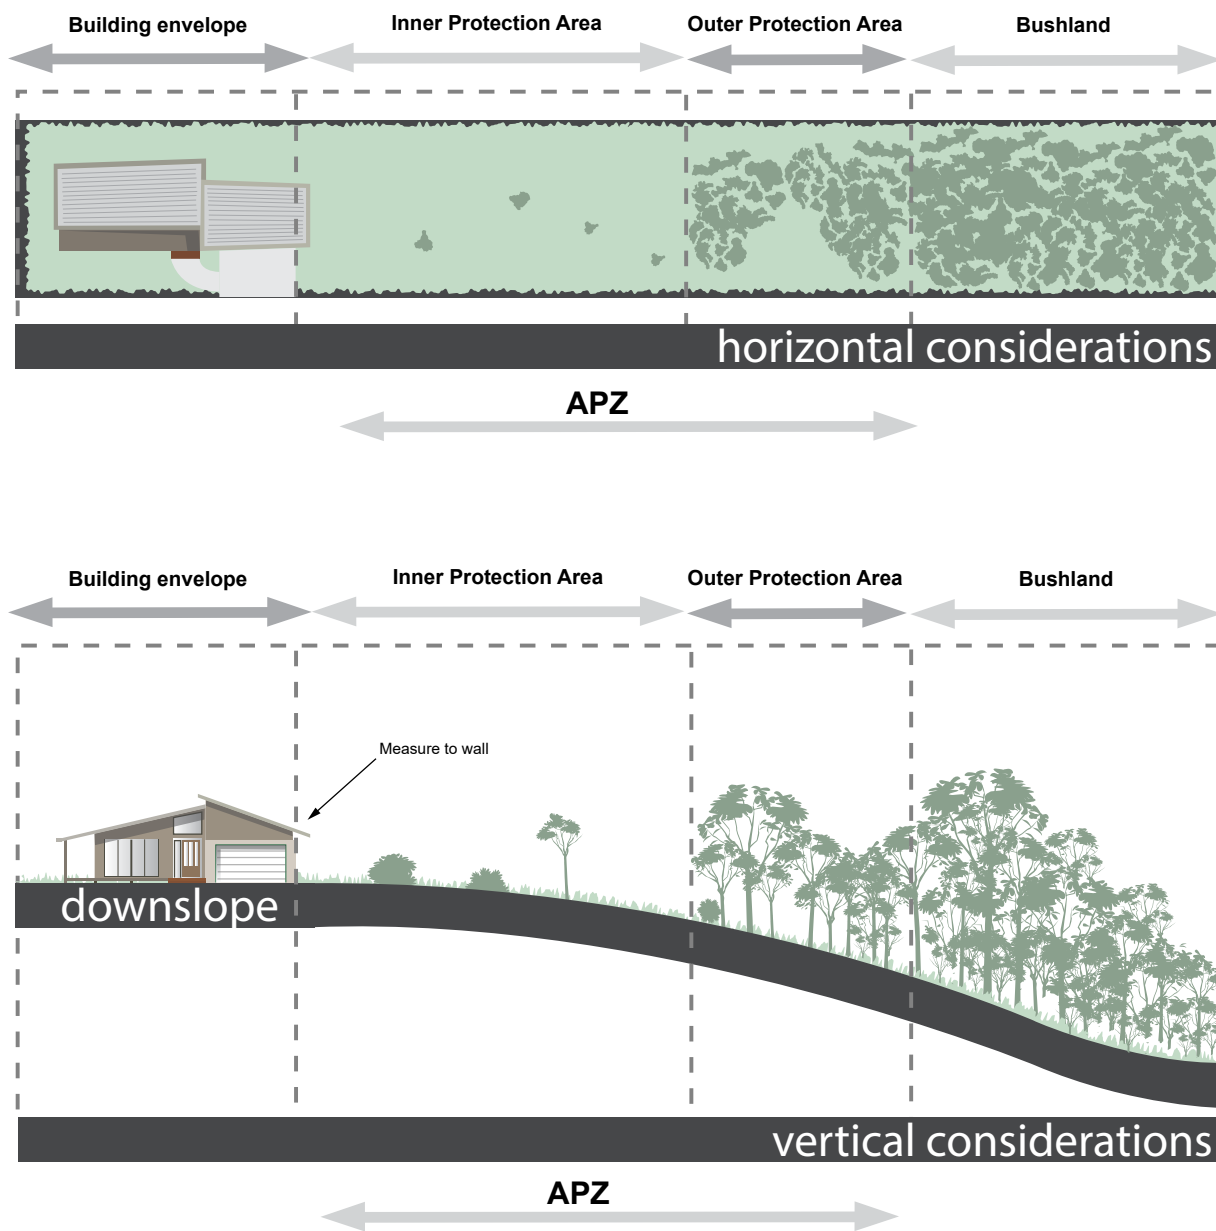 Building envelope
Inner Protection Area
Outer Protection Area
Bushland
horizontal considerations
APZ
Building envelope
Inner Protection Area
Outer Protection Area
Bushland
Measure to wall
downslope
vertical considerations
APZ